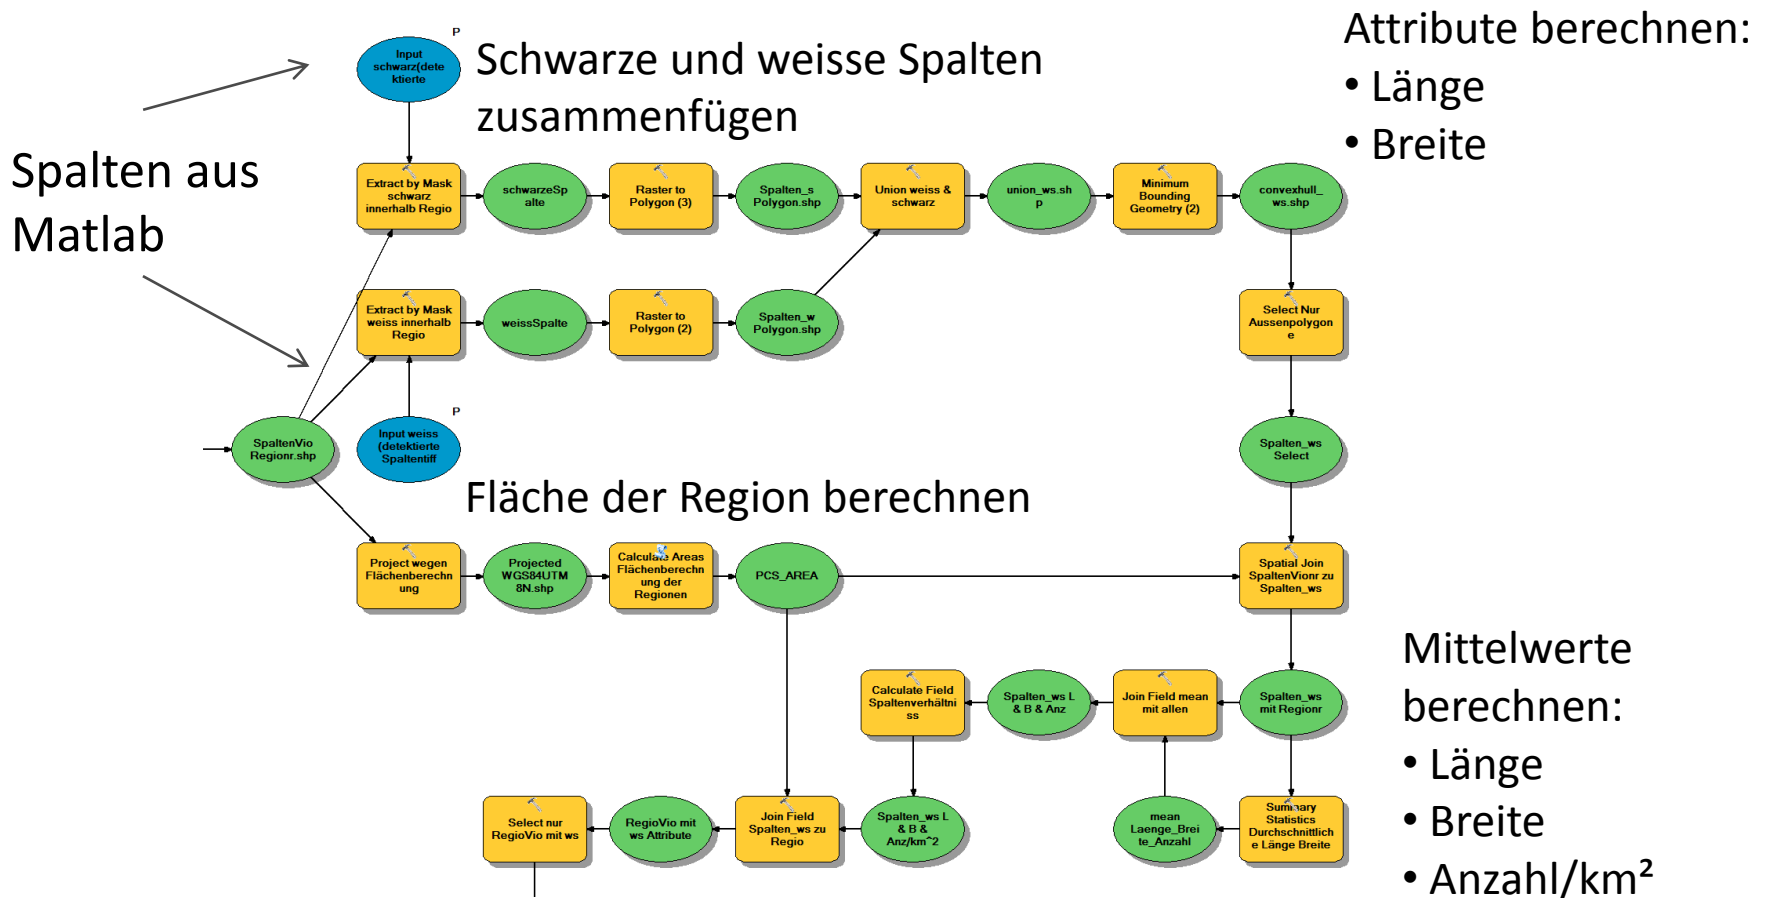 Attribute berechnen:
• Länge
• Breite
P
Input
schwarz(dete
ktierte
Schwarze und weisse Spalten
zusammenfügen
Spalten aus
Matlab
Extract by Mask
schwarz
innerhalb Regio
schwarzeSp
alte
Raster to
Polygon (3)
Spalten_s
Polygon.shp
Union weiss &
schwarz
union_ws.sh
p
Minimum
Bounding
Geometry (2)
convexhull_
ws.shp
Extract by Mask
weiss innerhalb
Regio
weissSpalte
Raster to
Polygon (2)
Spalten_w
Polygon.shp
Select Nur
Aussenpolygon
e
SpaltenVio
Regionr.shp
P
Input weiss
(detektierte
Spaltentiff
Spalten_ws
Select
Fläche der Region berechnen
Project wegen
Flächenberechn
ung
Projected
WGS84UTM
8N.shp
Calculate Areas
Flächenberechn
ung der
Regionen
PCS_AREA
Spatial Join
SpaltenVionr zu
Spalten_ws
Calculate Field
Spaltenverhältni
ss
Spalten_ws L
& B & Anz
Join Field mean
mit allen
Spalten_ws
mit Regionr
Mittelwerte
berechnen:
• Länge
• Breite
• Anzahl/km²
Select nur
RegioVio mit ws
RegioVio mit
ws Attribute
Join Field
Spalten_ws zu
Regio
Spalten_ws L
& B &
Anz/km^2
mean
Laenge_Brei
te_Anzahl
Summary
Statistics
Durchschnittlich
e Länge Breite